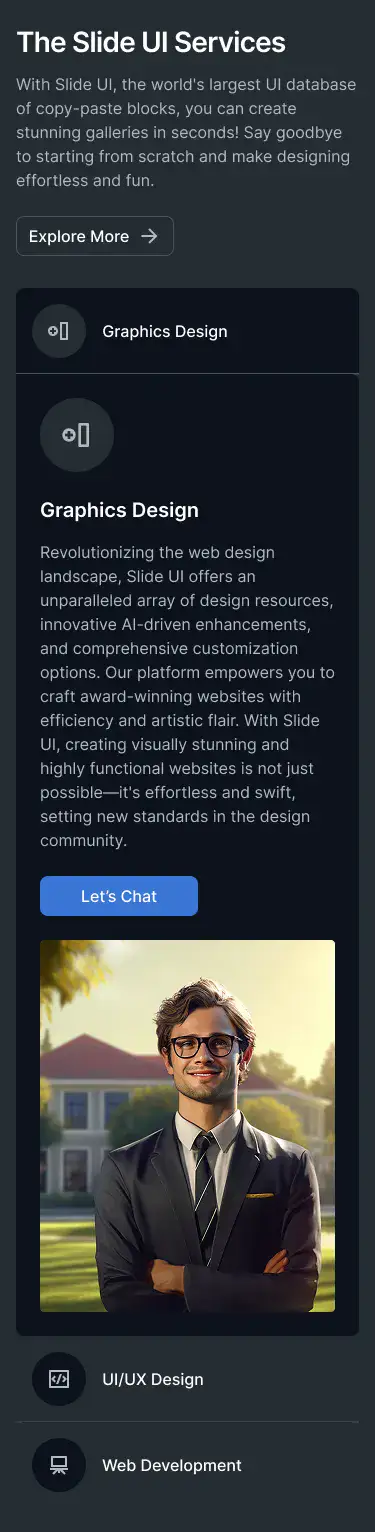 The Slide UI Services
With Slide UI, the world's largest UI database
of copy-paste blocks, you can create
stunning galleries in seconds! Say goodbye
to starting from scratch and make designing
effortless and fun.
Explore More
Graphics Design
Graphics Design
Revolutionizing the web design
landscape, Slide UI offers an
unparalleled array of design resources,
innovative AI-driven enhancements,
and comprehensive customization
options. Our platform empowers you to
craft award-winning websites with
efficiency and artistic flair. With Slide
UI, creating visually stunning and
highly functional websites is not just
possible—it's effortless and swift,
setting new standards in the design
community.
Let’s Chat
UI/UX Design
Web Development